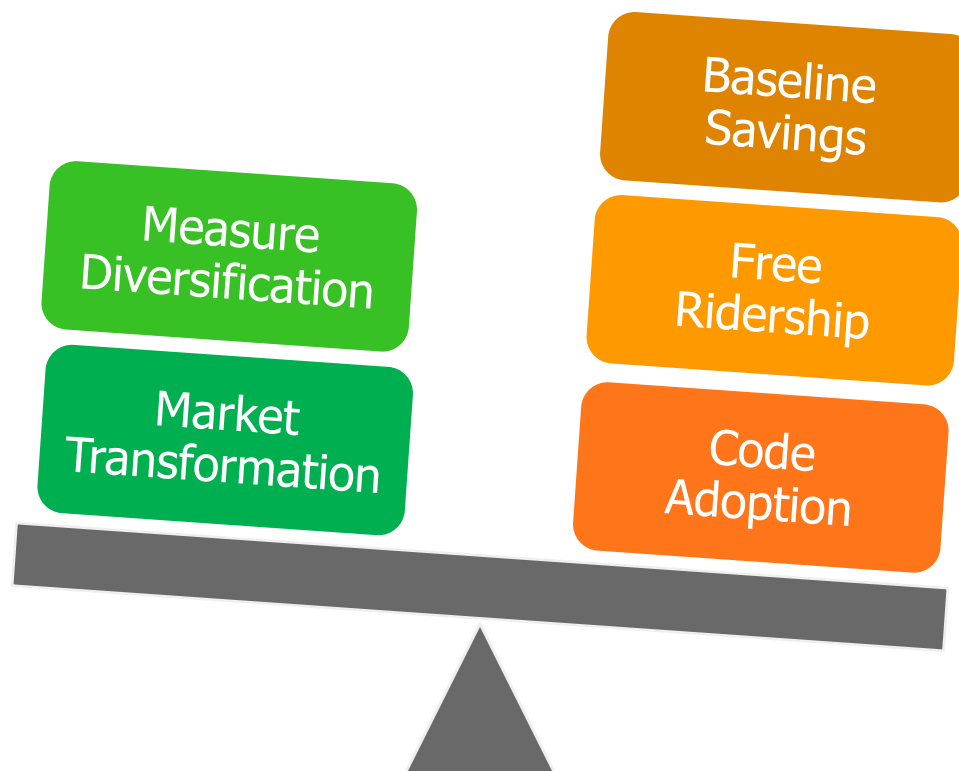 Measure
Diversification
Market
Transformation
Baseline
Savings
Free
Ridership
Code
Adoption